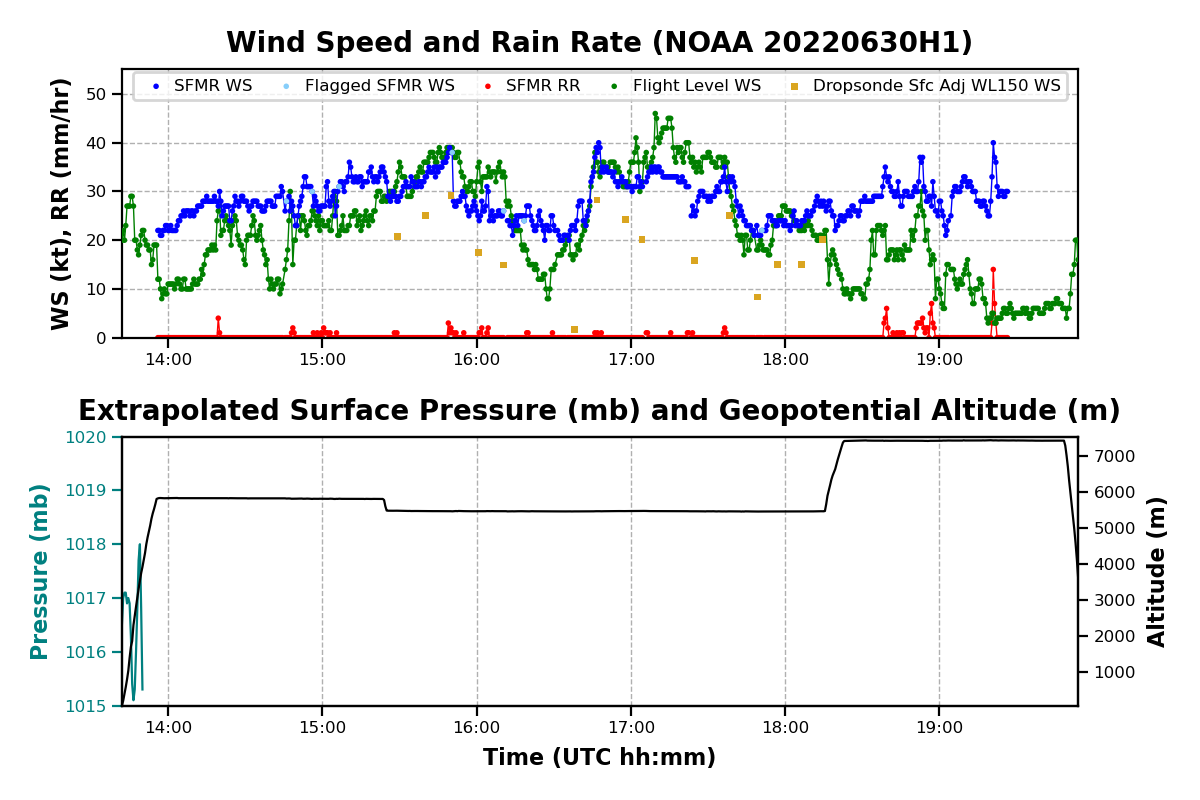 Wind Speed and Rain Rate (NOAA 20220630H1)
SFMR WS Flagged SFMR WS SFMR RR Flight Level WS Dropsonde Sfc Adj WL150 WS
WS (kt), RR (mm/hr)
50
40
30
20
10
0
14:00 15:00 16:00 17:00 18:00 19:00
Extrapolated Surface Pressure (mb) and Geopotential Altitude (m)
Pressure (mb)
1020
1019
1018
1017
1016
1015
7000
6000
5000
4000
3000
2000
1000
Altitude (m)
14:00 15:00 16:00 17:00 18:00 19:00
Time (UTC hh:mm)